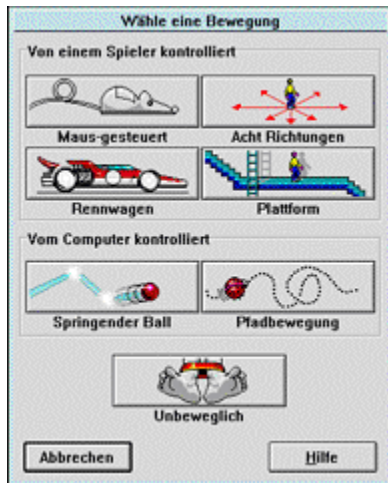 Wähle eine Bewegung
Von einem Spieler kontrolliert
Maus-gesteuert
Acht Richtungen
Rennwagen
Plattform
Vom Computer kontrolliert
Springender Ball
Pfadbewegung
Unbeweglich
Abbrechen
Hilfe